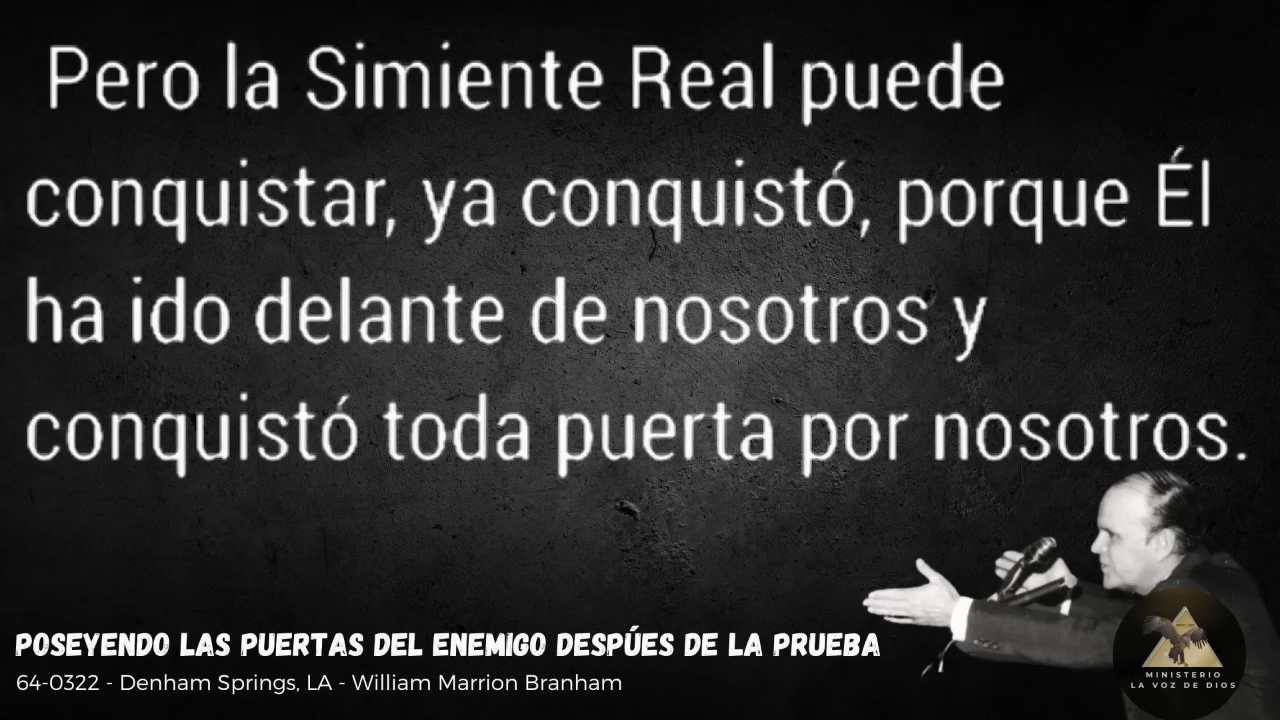 Pero la Simiente Real puede
conquistar, ya conquistó, porque Él
ha ido delante de nosotros y
conquistó toda puerta por nosotros.
POSEYENDO LAS PUERTAS DEL ENEMIGO DESPÚES DE LA PRUEBA
64-0322 - Denham Springs, LA - William Marrion Branham
MINISTERIO
LA VOZ DE DIOS